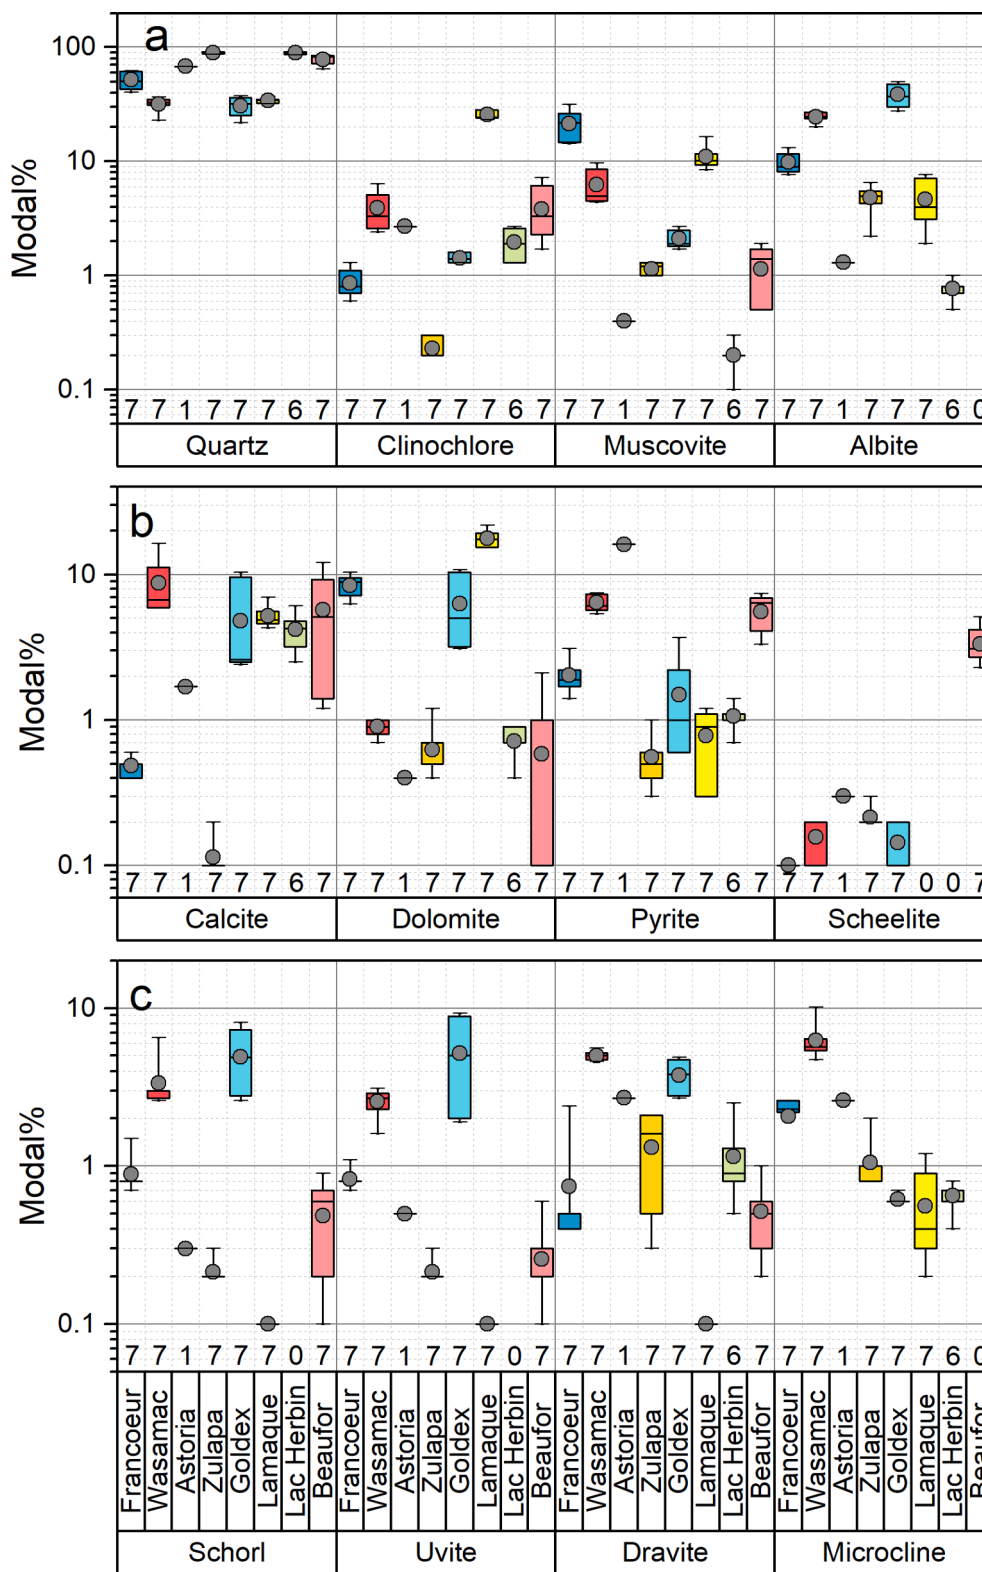 a
100
10
1
0.1
Modal%
7 7 1 7 7 7 6 7 7 7 1 7 7 7 6 7 7 7 1 7 7 7 6 7 7 7 1 7 7 7 6 0
Quartz Clinochlore Muscovite Albite
b
10
1
0.1
Modal%
7 7 1 7 7 7 6 7 7 7 1 7 7 7 6 7 7 7 1 7 7 7 6 7 7 7 1 7 7 0 0 7
Calcite Dolomite Pyrite Scheelite
c
10
1
0.1
Modal%
7 7 1 7 7 7 0 7 7 7 1 7 7 7 0 7 7 7 1 7 7 7 6 7 7 7 1 7 7 7 6 0
Francoeur Wasamac Astoria Zulapa Goldex Lamaque Lac Herbin Beaufor Francoeur Wasamac Astoria Zulapa Goldex Lamaque Lac Herbin Beaufor Francoeur Wasamac Astoria Zulapa Goldex Lamaque Lac Herbin Beaufor Francoeur Wasamac Astoria Zulapa Goldex Lamaque Lac Herbin Beaufor
Schorl Uvite Dravite Microcline